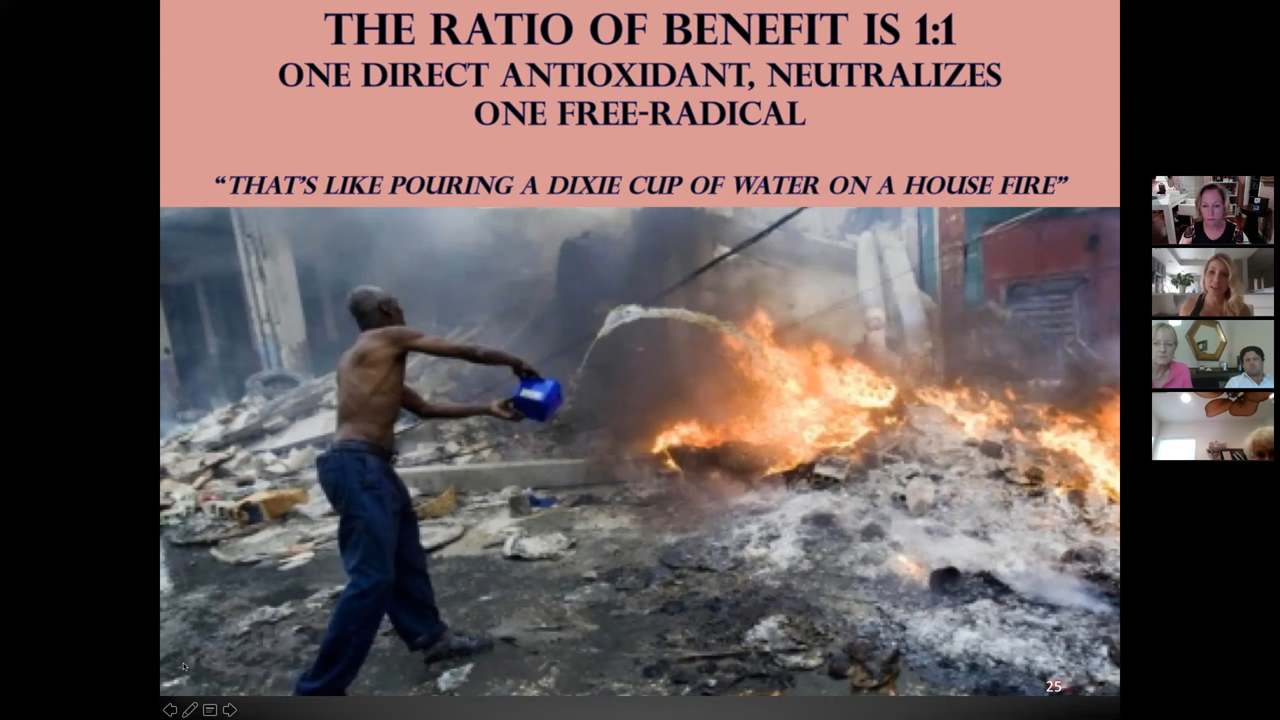 THE RATIO OF BENEFIT IS 1:1
ONE DIRECT ANTIOXIDANT, NEUTRALIZES
ONE FREE-RADICAL
“THAT’S LIKE POURING A DIXIE CUP OF WATER ON A HOUSE FIRE”
25